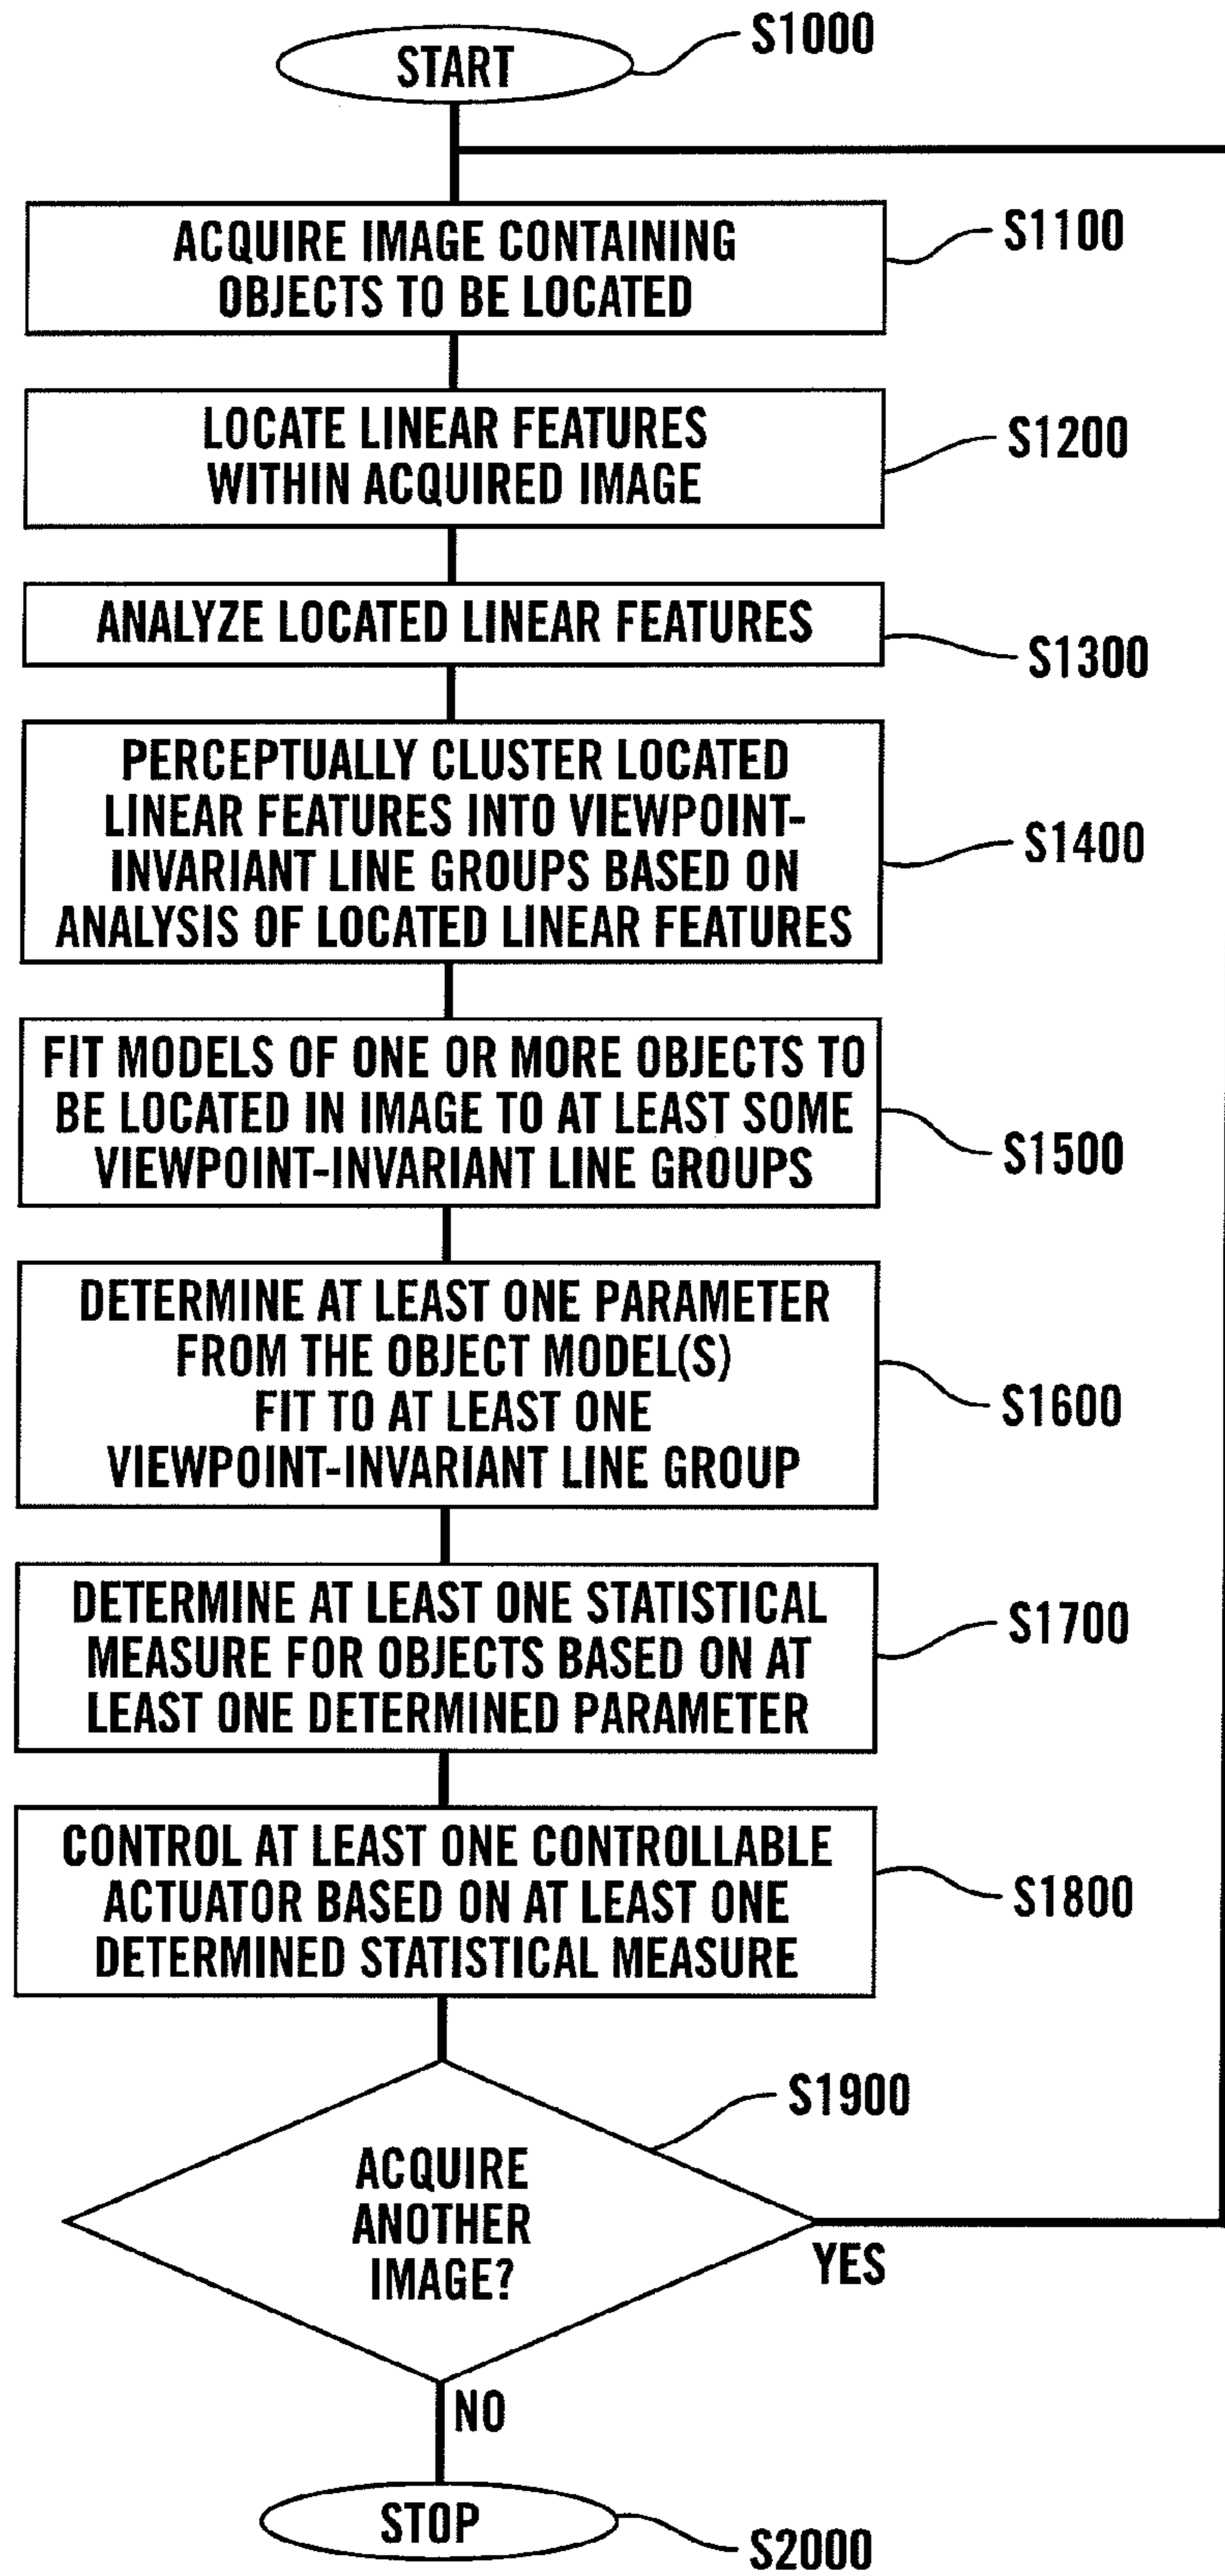 START
S1000
ACQUIRE IMAGE CONTAINING
OBJECTS TO BE LOCATED
S1100
LOCATE LINEAR FEATURES
WITHIN ACQUIRED IMAGE
S1200
ANALYZE LOCATED LINEAR FEATURES
S1300
PERCEPTUALLY CLUSTER LOCATED
LINEAR FEATURES INTO VIEWPOINT-
INVARIANT LINE GROUPS BASED ON
ANALYSIS OF LOCATED LINEAR FEATURES
S1400
FIT MODELS OF ONE OR MORE OBJECTS TO
BE LOCATED IN IMAGE TO AT LEAST SOME
VIEWPOINT-INVARIANT LINE GROUPS
S1500
DETERMINE AT LEAST ONE PARAMETER
FROM THE OBJECT MODEL(S)
FIT TO AT LEAST ONE
VIEWPOINT-INVARIANT LINE GROUP
S1600
DETERMINE AT LEAST ONE STATISTICAL
MEASURE FOR OBJECTS BASED ON AT
LEAST ONE DETERMINED PARAMETER
S1700
CONTROL AT LEAST ONE CONTROLLABLE
ACTUATOR BASED ON AT LEAST ONE
DETERMINED STATISTICAL MEASURE
S1800
ACQUIRE
ANOTHER
IMAGE?
S1900
YES
NO
STOP
S2000